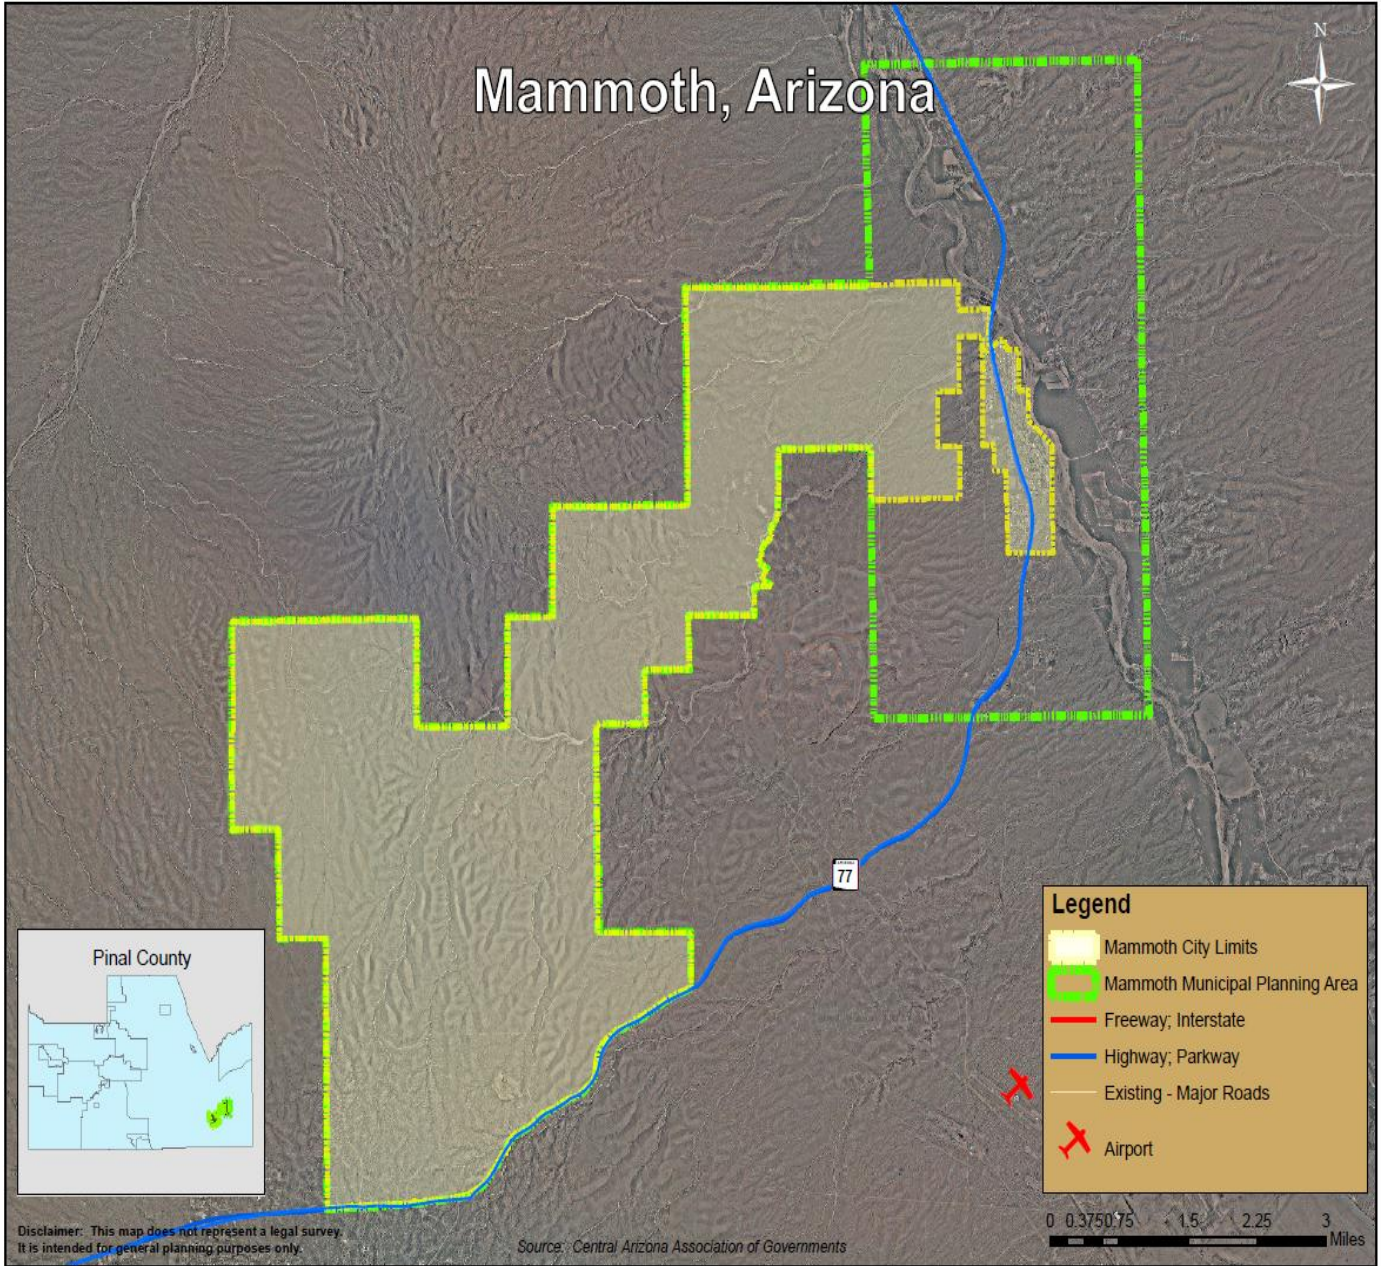 N
Mammoth, Arizona
77
Legend
Mammoth City Limits
Mammoth Municipal Planning Area
Freeway; Interstate
Highway; Parkway
Existing - Major Roads
Airport
Pinal County
0 0.375 0.75 1.5 2.25 3
Miles
Disclaimer: This map does not represent a legal survey.
It is intended for general planning purposes only.
Source: Central Arizona Association of Governments